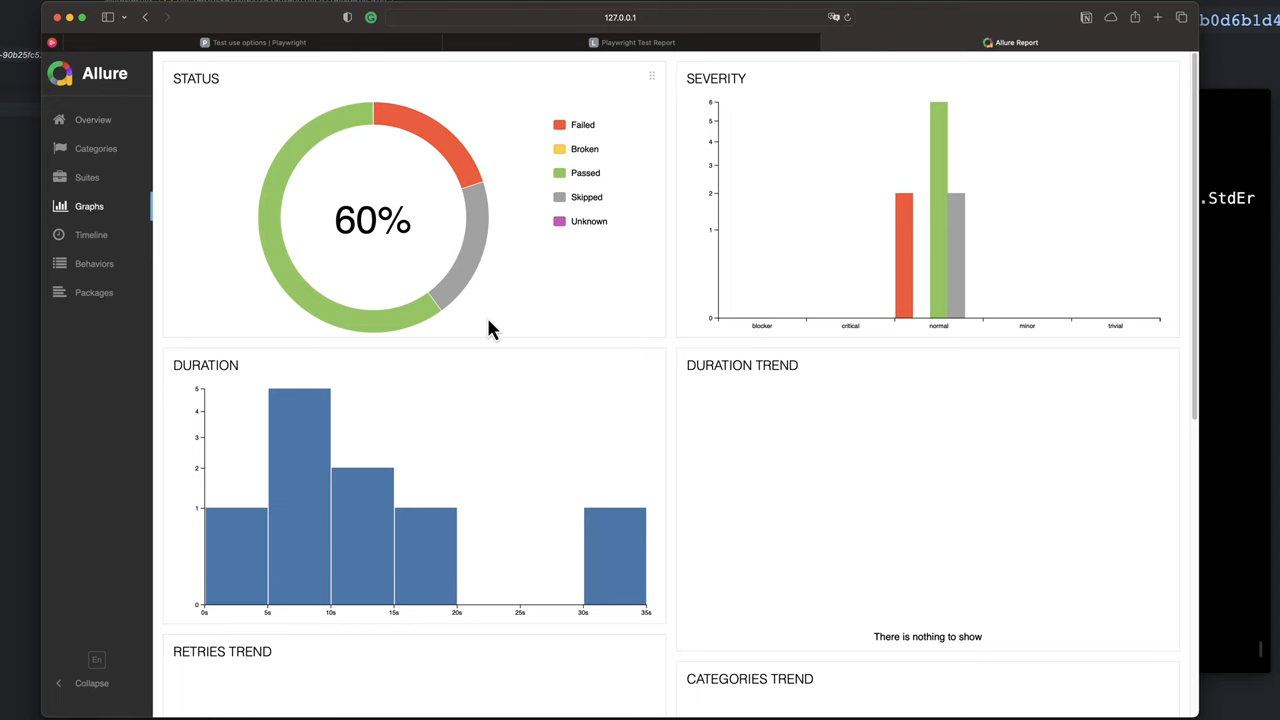 127.0.0.1
b0d6b1d4
-90b25fc5
Test use options | Playwright
Playwright Test Report
Allure Report
Allure
Overview
Categories
Suites
Graphs
Timeline
Behaviors
Packages
En
Collapse
STATUS
60%
Failed
Broken
Passed
Skipped
Unknown
SEVERITY
6
5
4
3
2
1
0
blocker critical normal minor trivial
.StdEr
DURATION
5
4
3
2
1
0
0s 5s 10s 15s 20s 25s 30s 35s
DURATION TREND
There is nothing to show
RETRIES TREND
CATEGORIES TREND